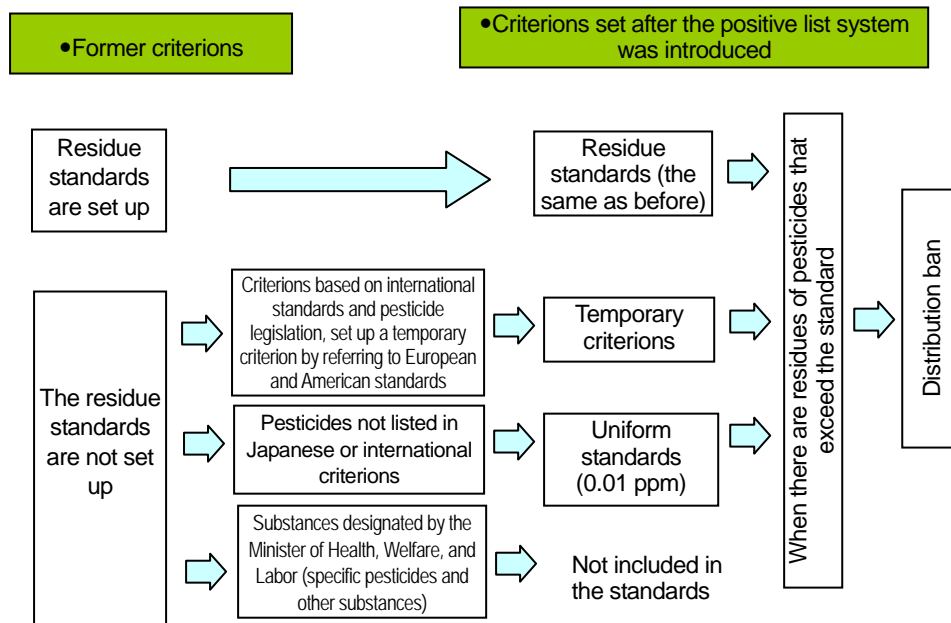 •Former criterions
•Criterions set after the positive list system
was introduced
Residue
standards
are set up
Residue
standards (the
same as before)
The residue
standards
are not set
up
Criterions based on international
standards and pesticide
legislation, set up a temporary
criterion by referring to European
and American standards
Temporary
criterions
Pesticides not listed in
Japanese or international
criterions
Uniform
standards
(0.01 ppm)
Substances designated by the
Minister of Health, Welfare, and
Labor (specific pesticides and
other substances)
Not included in
the standards
When there are residues of pesticides that
exceed the standard
Distribution ban